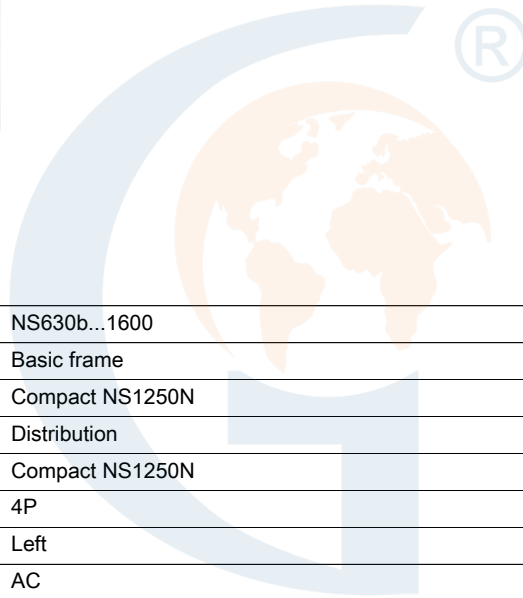 ®
NS630b...1600
Basic frame
Compact NS1250N
Distribution
Compact NS1250N
4P
Left
AC